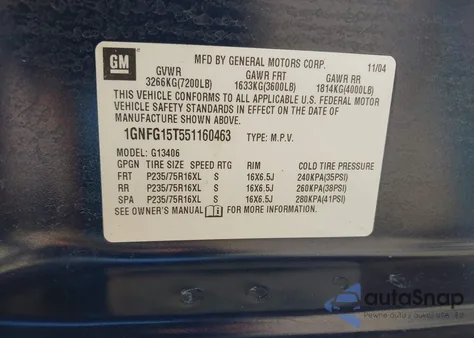 GM
MFD BY GENERAL MOTORS CORP. 11/04
GVWR GAWR FRT GAWR RR
3266KG(7200LB) 1633KG(3600LB) 1814KG(4000LB)
THIS VEHICLE CONFORMS TO ALL APPLICABLE U.S. FEDERAL MOTOR
VEHICLE SAFETY STANDARDS IN EFFECT ON THE DATE OF
MANUFACTURE SHOWN ABOVE.
1GNFG15T551160463 TYPE: M.P.V.
MODEL: G13406
GPGN TIRE SIZE SPEED RTG RIM COLD TIRE PRESSURE
FRT P235/75R16XL S 16X6.5J 240KPA(35PSI)
RR P235/75R16XL S 16X6.5J 260KPA(38PSI)
SPA P235/75R16XL S 16X6.5J 280KPA(41PSI)
SEE OWNER'S MANUAL FOR MORE INFORMATION.
autoSnap